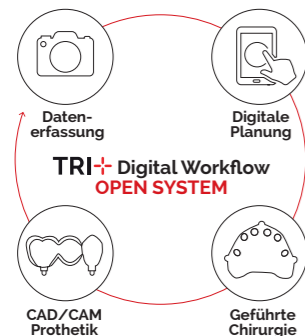 Daten-
erfassung
Digitale
Planung
TRI+ Digital Workflow
OPEN SYSTEM
CAD/CAM
Prothetik
Geführte
Chirurgie